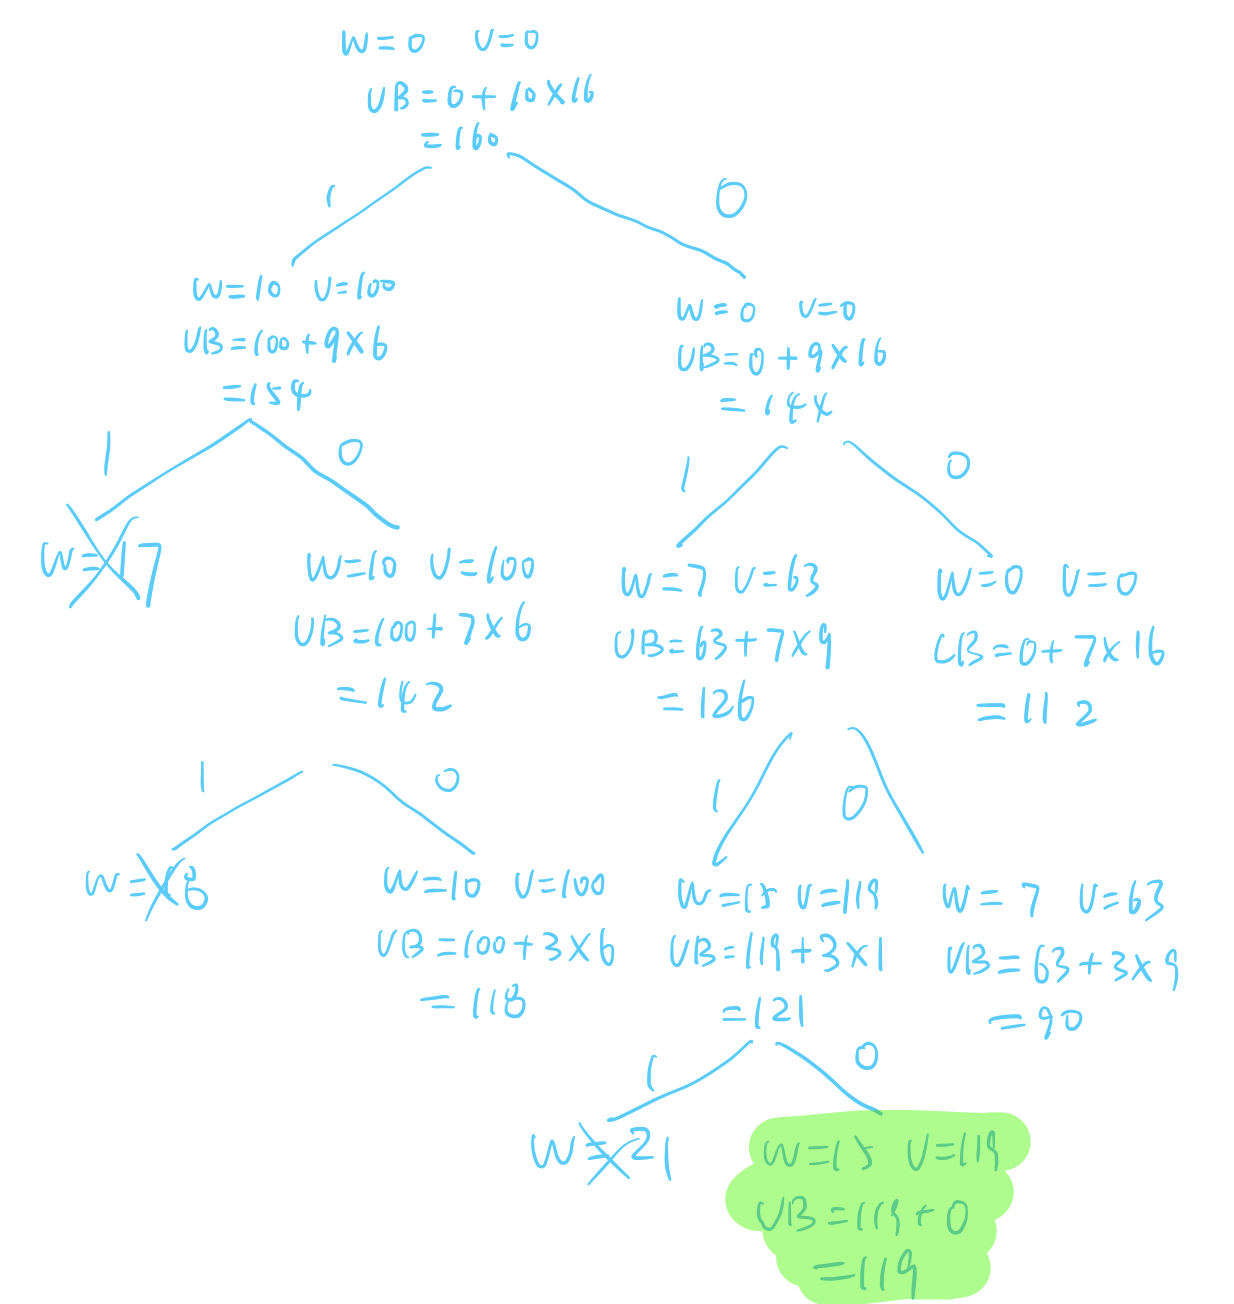 W=0 U=0
UB=0+10×16
=160
1 0
W=10 U=100
UB=100+9×6
=154
W=0 U=0
UB=0+9×16
=144
1 0
1 0
W=17
W=10 U=100
UB=100+7×6
=142
W=7 U=63
UB=63+7×9
=126
W=0 U=0
CB=0+7×16
=112
1 0
1 0
W=18
W=10 U=100
UB=100+3×6
=118
W=15 U=119
UB=119+3×1
=121
W=7 U=63
UB=63+3×9
=90
1 0
W=21
W=15 U=119
UB=119+0
=119